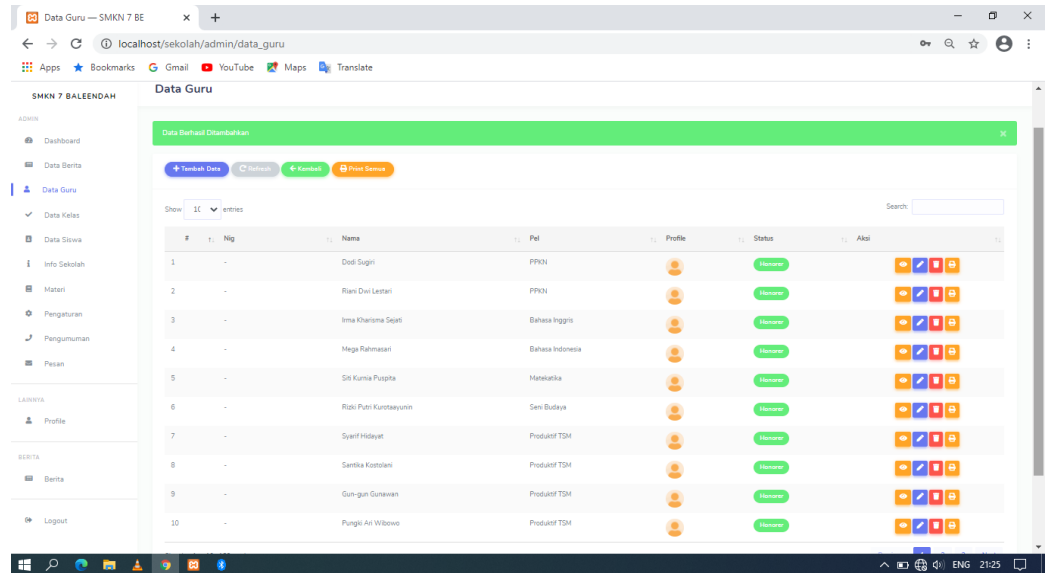 Data Guru — SMKN 7 BE
localhost/sekolah/admin/data_guru
Apps Bookmarks Gmail YouTube Maps Translate
SMKN 7 BALEENDAH
Data Guru
ADMIN
Dashboard
Data Berita
Data Guru
Data Kelas
Data Siswa
Info Sekolah
Materi
Pengaturan
Pengumuman
Pesan
LAINNYA
Profile
BERITA
Berita
Logout
Data Berhasil Ditambahkan ×
+ Tambah Data Refresh Kembali Print Semua
Show 10 entries Search:
# Nig Nama Pel Profile Status Aksi
1 - Dodi Sugiri PPKN Honorer
2 - Riani Dwi Lestari PPKN Honorer
3 - Irma Kharisma Sejati Bahasa Inggris Honorer
4 - Mega Rahmasari Bahasa Indonesia Honorer
5 - Siti Kurnia Puspita Matekatika Honorer
6 - Rizki Putri Kurotaayunin Seni Budaya Honorer
7 - Syarif Hidayat Produktif TSM Honorer
8 - Santika Kostolani Produktif TSM Honorer
9 - Gun-gun Gunawan Produktif TSM Honorer
10 - Pungki Ari Wibowo Produktif TSM Honorer
ENG 21:25